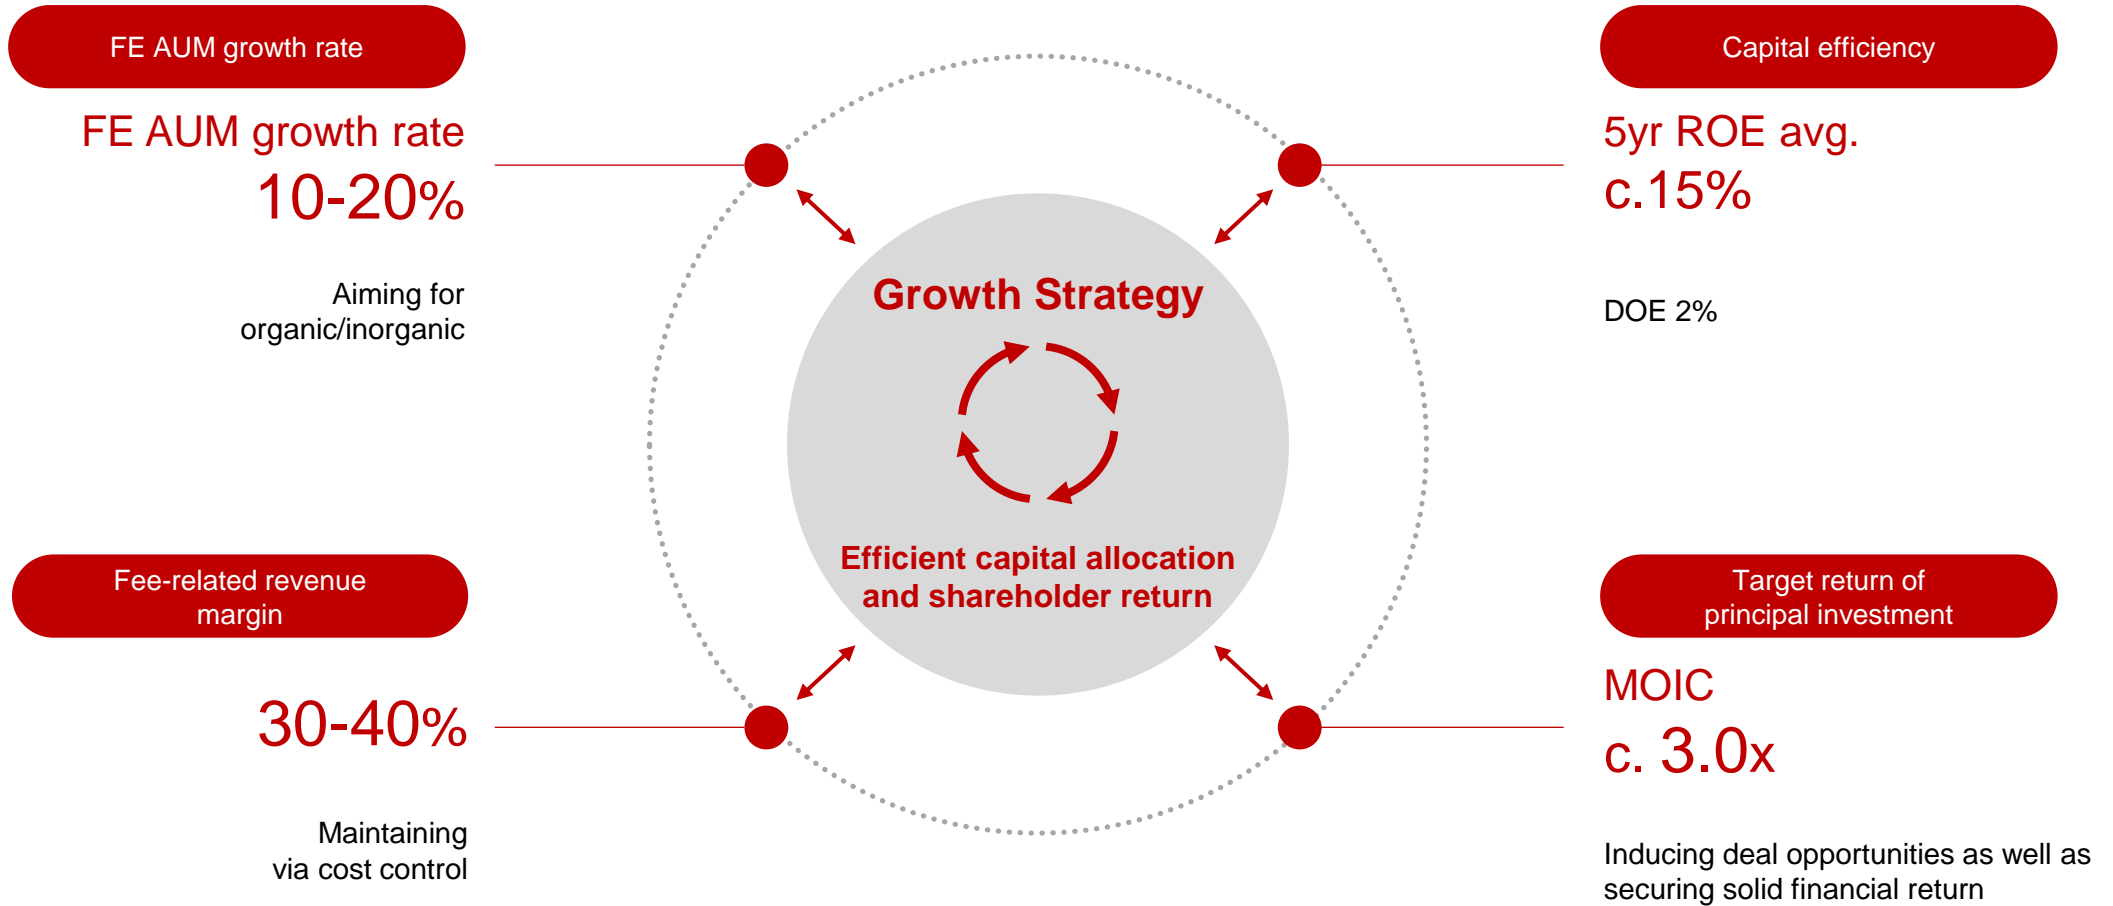 FE AUM growth rate
FE AUM growth rate
10-20%
Aiming for
organic/inorganic
Capital efficiency
5yr ROE avg.
c.15%
DOE 2%
Growth Strategy
Efficient capital allocation
and shareholder return
Fee-related revenue
margin
30-40%
Maintaining
via cost control
Target return of
principal investment
MOIC
c. 3.0x
Inducing deal opportunities as well as
securing solid financial return